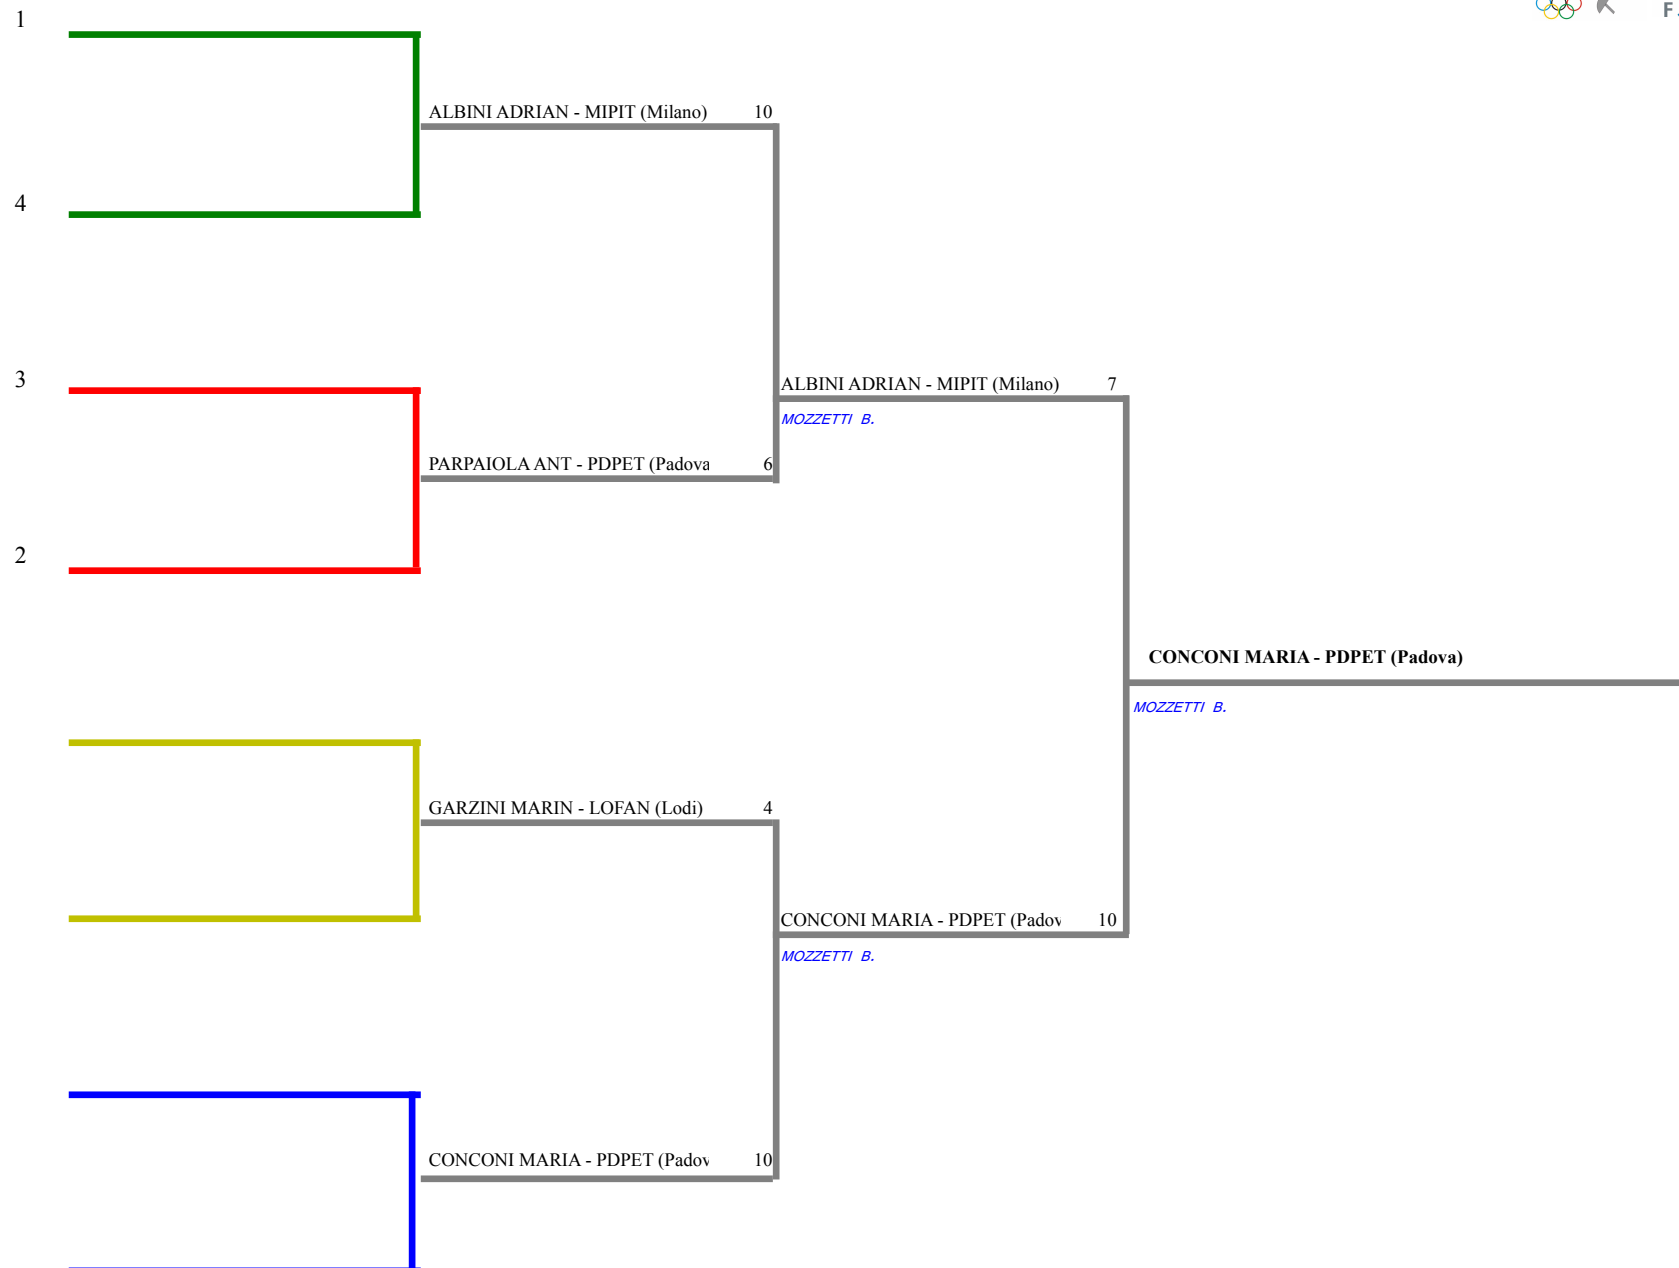 F
1
ALBINI ADRIAN - MIPIT (Milano) 10
4
3
ALBINI ADRIAN - MIPIT (Milano) 7
MOZZETTI B.
PARPAIOLA ANT - PDPET (Padova 6
2
CONCONI MARIA - PDPET (Padova)
MOZZETTI B.
GARZINI MARIN - LOFAN (Lodi) 4
CONCONI MARIA - PDPET (Padov 10
MOZZETTI B.
CONCONI MARIA - PDPET (Padov 10